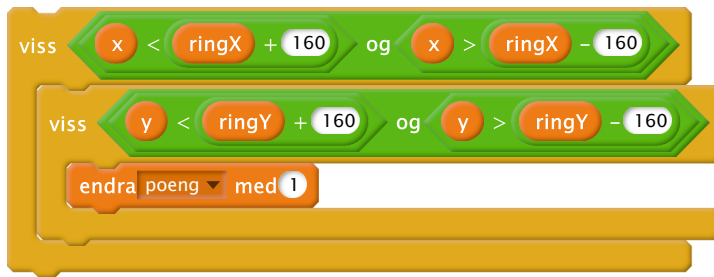 viss x < ringX + 160 og x > ringX - 160
viss y < ringY + 160 og y > ringY - 160
endra poeng med 1